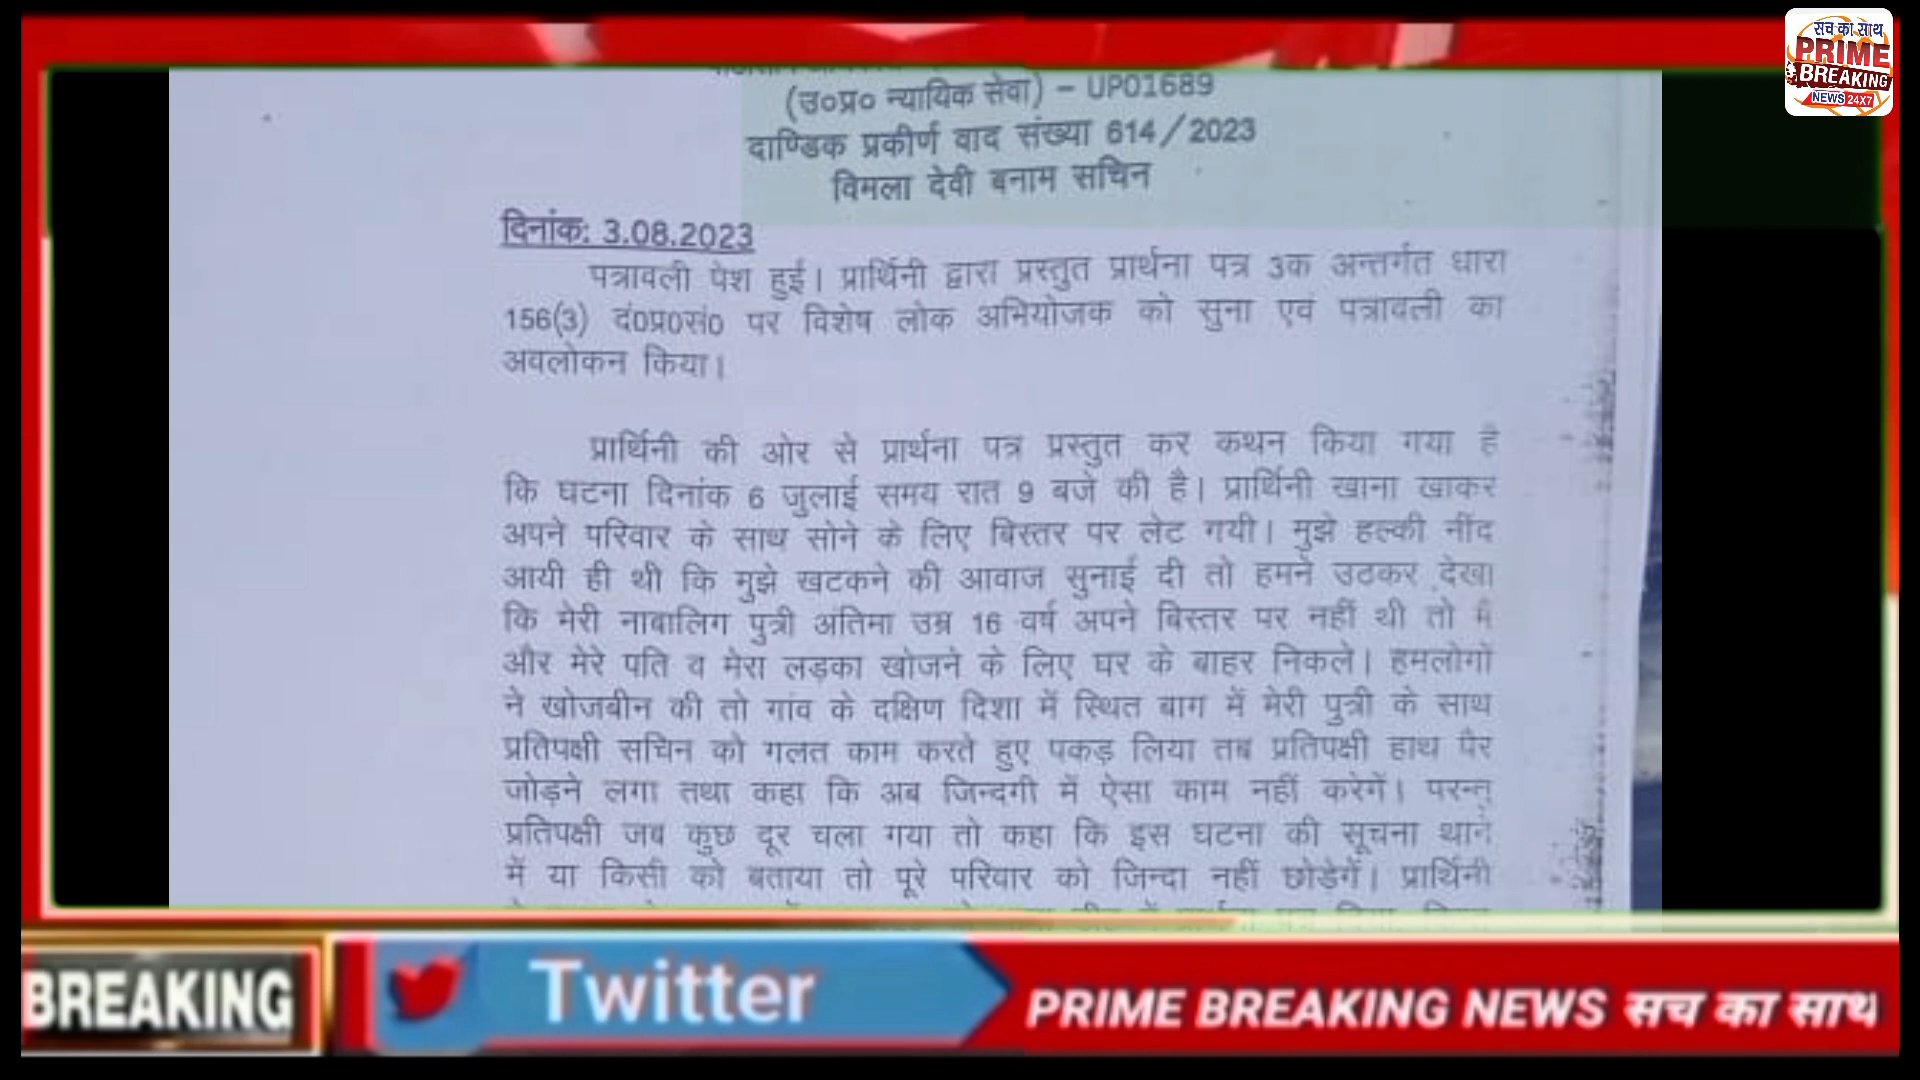 सच का साथ
PRIME
BREAKING
NEWS 24X7
(उ०प्र० न्यायिक सेवा) - UP01689
दाण्डिक प्रकीर्ण वाद संख्या 614/2023
विमला देवी बनाम सचिन
दिनांक: 3.08.2023
पत्रावली पेश हुई। प्रार्थिनी द्वारा प्रस्तुत प्रार्थना पत्र 3क अन्तर्गत धारा
156(3) दं०प्र०सं० पर विशेष लोक अभियोजक को सुना एवं पत्रावली का
अवलोकन किया।
प्रार्थिनी की ओर से प्रार्थना पत्र प्रस्तुत कर कथन किया गया है
कि घटना दिनांक 6 जुलाई समय रात 9 बजे की है। प्रार्थिनी खाना खाकर
अपने परिवार के साथ सोने के लिए बिस्तर पर लेट गयी। मुझे हल्की नींद
आयी ही थी कि मुझे खटकने की आवाज सुनाई दी तो हमने उठकर देखा
कि मेरी नाबालिग पुत्री अंतिमा उम्र 16 वर्ष अपने बिस्तर पर नहीं थी तो मै
और मेरे पति व मेरा लड़का खोजने के लिए घर के बाहर निकले। हमलोगों
ने खोजबीन की तो गांव के दक्षिण दिशा में स्थित बाग में मेरी पुत्री के साथ
प्रतिपक्षी सचिन को गलत काम करते हुए पकड़ लिया तब प्रतिपक्षी हाथ पैर
जोड़ने लगा तथा कहा कि अब जिन्दगी में ऐसा काम नहीं करेगें। परन्तु
प्रतिपक्षी जब कुछ दूर चला गया तो कहा कि इस घटना की सूचना थाने
में या किसी को बताया तो पूरे परिवार को जिन्दा नहीं छोडेगें। प्रार्थिनी
BREAKING
Twitter
PRIME BREAKING NEWS सच का साथ